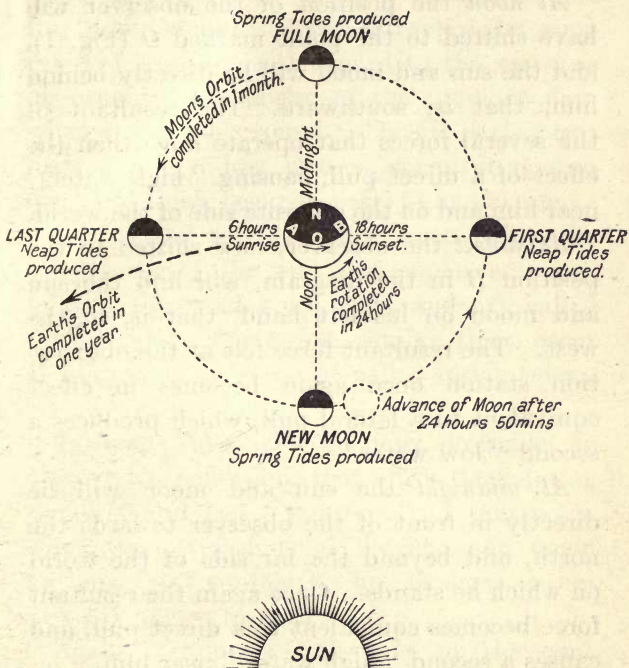 Spring Tides produced
FULL MOON
Moon's Orbit
completed in 1 month.
Midnight
N
A
B
O
Noon
LAST QUARTER
Neap Tides
produced
6 hours
Sunrise
18 hours
Sunset.
FIRST QUARTER
Neap Tides
produced.
Earth's
rotation
completed
in 24 hours
Earth's Orbit
completed in
one year.
Advance of Moon after
24 hours 50 mins
NEW MOON
Spring Tides produced
SUN